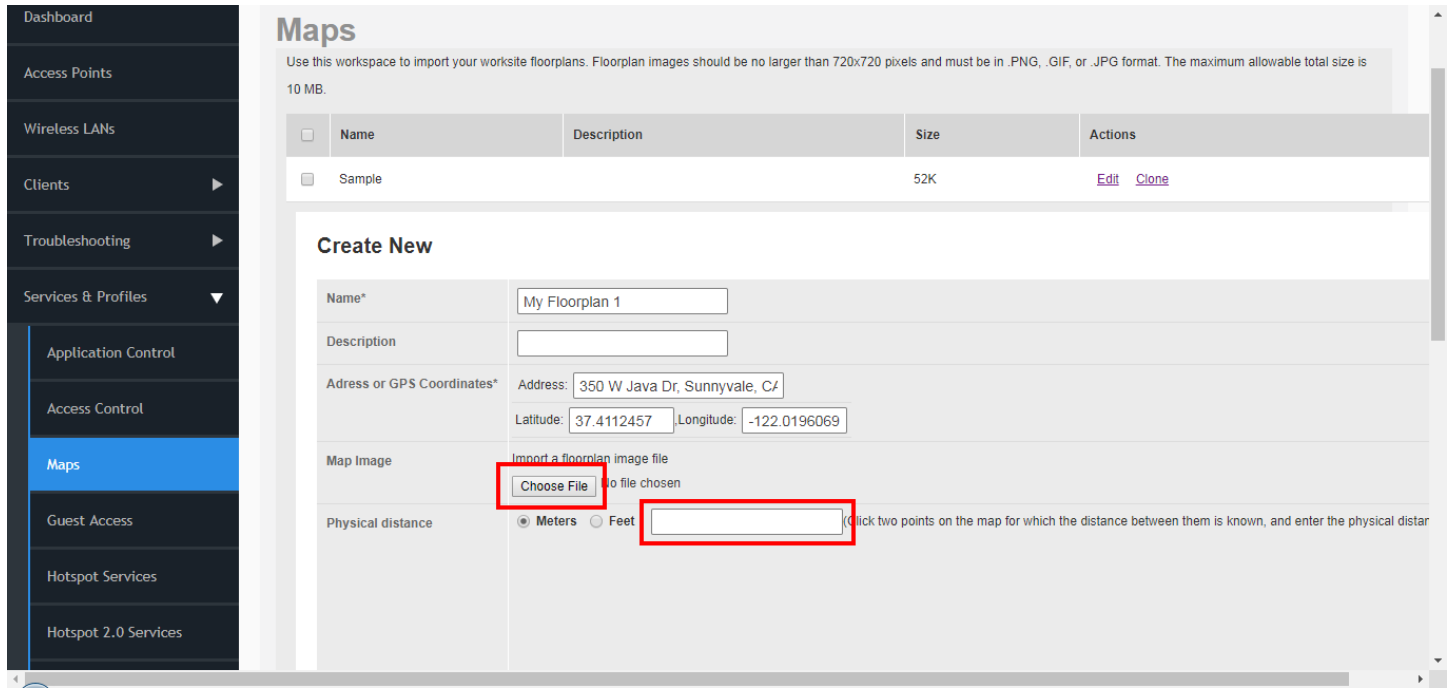 Dashboard
Access Points
Wireless LANs
Clients
Troubleshooting
Services & Profiles
Application Control
Access Control
Maps
Guest Access
Hotspot Services
Hotspot 2.0 Services
Maps
Use this workspace to import your worksite floorplans. Floorplan images should be no larger than 720x720 pixels and must be in .PNG, .GIF, or .JPG format. The maximum allowable total size is
10 MB.
Name Description Size Actions
Sample 52K Edit Clone
Create New
Name* My Floorplan 1
Description
Adress or GPS Coordinates* Address: 350 W Java Dr, Sunnyvale, CA
Latitude: 37.4112457 ,Longitude: -122.0196069
Map Image Import a floorplan image file
Choose File No file chosen
Physical distance Meters Feet (Click two points on the map for which the distance between them is known, and enter the physical distan